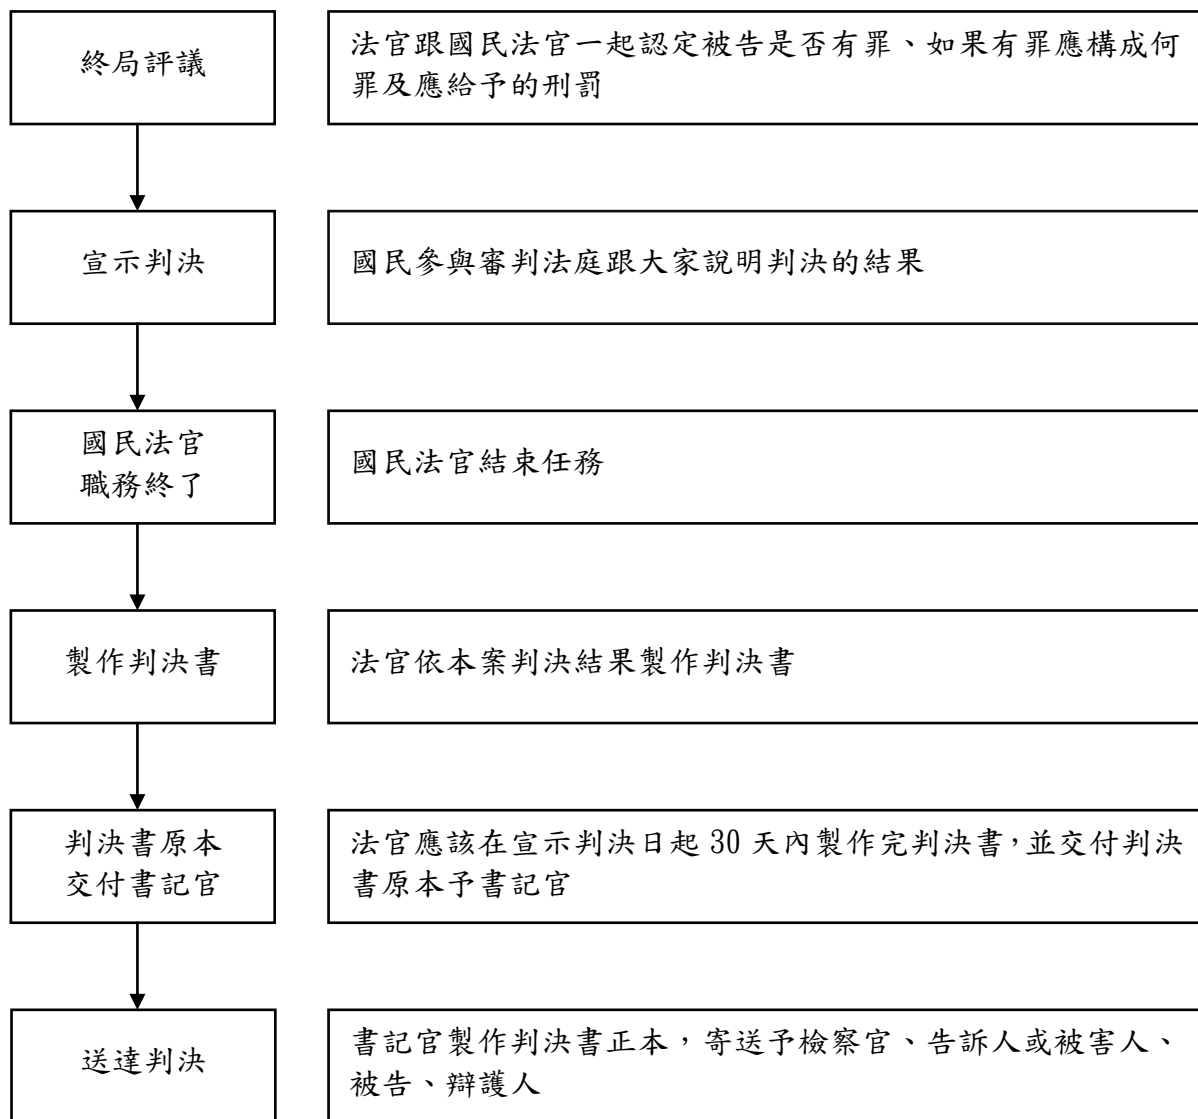 終局評議
法官跟國民法官一起認定被告是否有罪、如果有罪應構成何
罪及應給予的刑罰
宣示判決
國民參與審判法庭跟大家說明判決的結果
國民法官
職務終了
國民法官結束任務
製作判決書
法官依本案判決結果製作判決書
判決書原本
交付書記官
法官應該在宣示判決日起 30 天內製作完判決書，並交付判決
書原本予書記官
送達判決
書記官製作判決書正本，寄送予檢察官、告訴人或被害人、
被告、辯護人